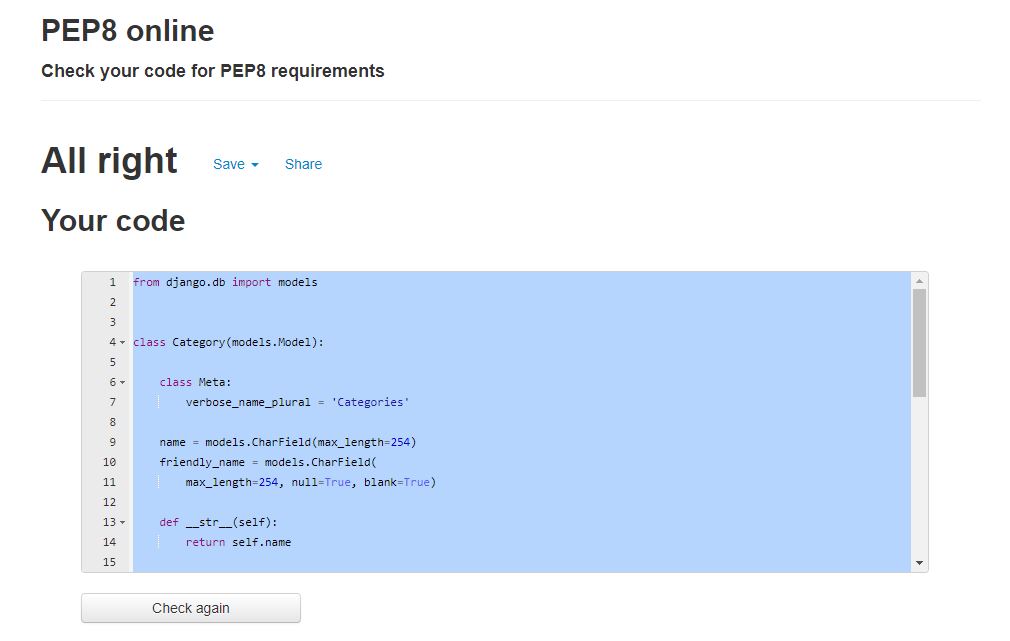 PEP8 online
Check your code for PEP8 requirements
All right Save Share
Your code
1 from django.db import models
2
3
4 class Category(models.Model):
5
6 class Meta:
7 verbose_name_plural = 'Categories'
8
9 name = models.CharField(max_length=254)
10 friendly_name = models.CharField(
11 max_length=254, null=True, blank=True)
12
13 def __str__(self):
14 return self.name
15
Check again